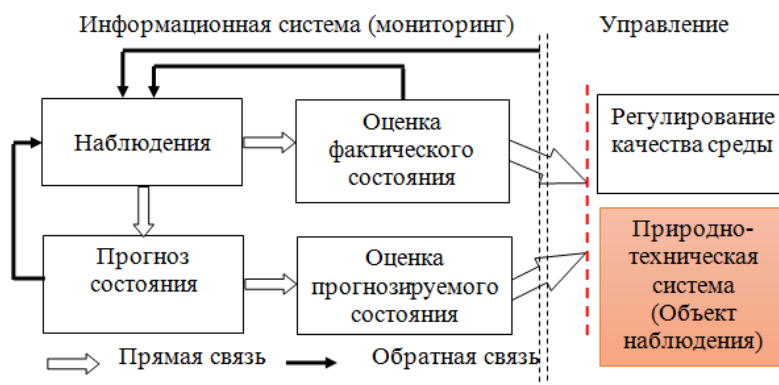 Информационная система (мониторинг)
Управление
Наблюдения
Оценка
фактического
состояния
Регулирование
качества среды
Прогноз
состояния
Оценка
прогнозируемого
состояния
Природно-
техническая
система
(Объект
наблюдения)
Прямая связь
Обратная связь